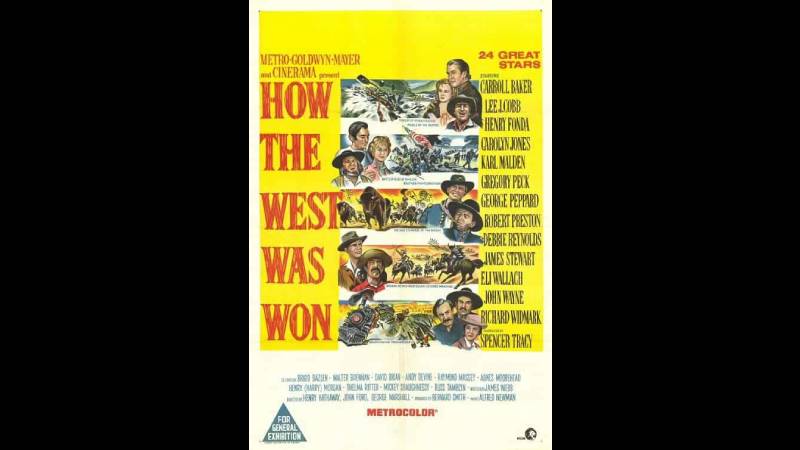 METRO-GOLDWYN-MAYER
and CINERAMA present
24 GREAT
STARS
HOW
THE
WEST
WAS
WON
CARROLL BAKER
LEE J. COBB
HENRY FONDA
CAROLYN JONES
KARL MALDEN
GREGORY PECK
GEORGE PEPPARD
ROBERT PRESTON
DEBBIE REYNOLDS
JAMES STEWART
ELI WALLACH
JOHN WAYNE
RICHARD WIDMARK
SPENCER TRACY
BRIGID BAZLEN · WALTER BRENNAN · DAVID BRIAN · ANDY DEVINE · RAYMOND MASSEY · AGNES MOOREHEAD
HENRY (HARRY) MORGAN · THELMA RITTER · MICKEY SHAUGHNESSY · RUSS TAMBLYN · JAMES WEBB
HENRY HATHAWAY, JOHN FORD, GEORGE MARSHALL · BERNARD SMITH · ALFRED NEWMAN
METROCOLOR
FOR
GENERAL
EXHIBITION